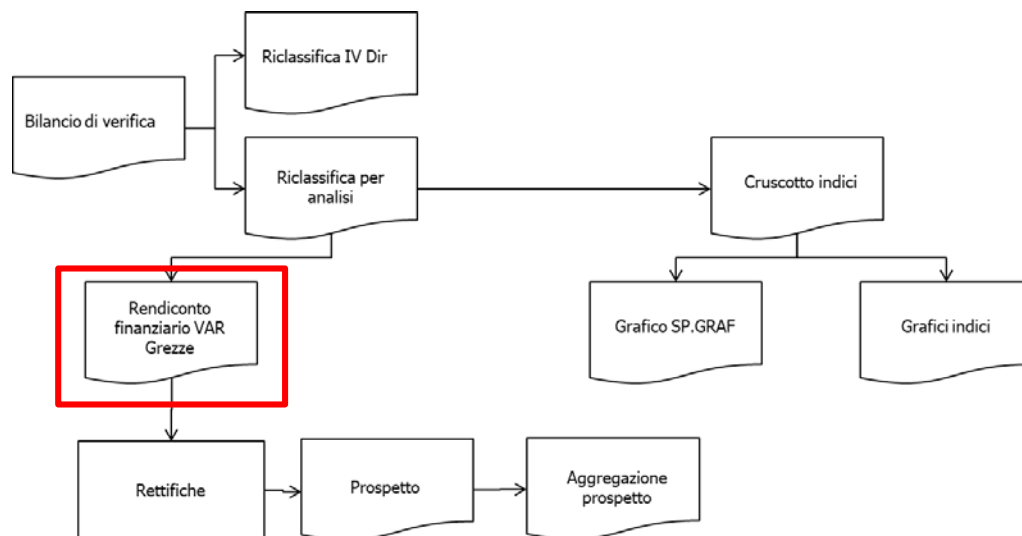 Riclassifica IV Dir
Bilancio di verifica
Riclassifica per
analisi
Cruscotto indici
Rendiconto
finanziario VAR
Grezze
Grafico SP.GRAF
Grafici indici
Rettifiche
Prospetto
Aggregazione
prospetto